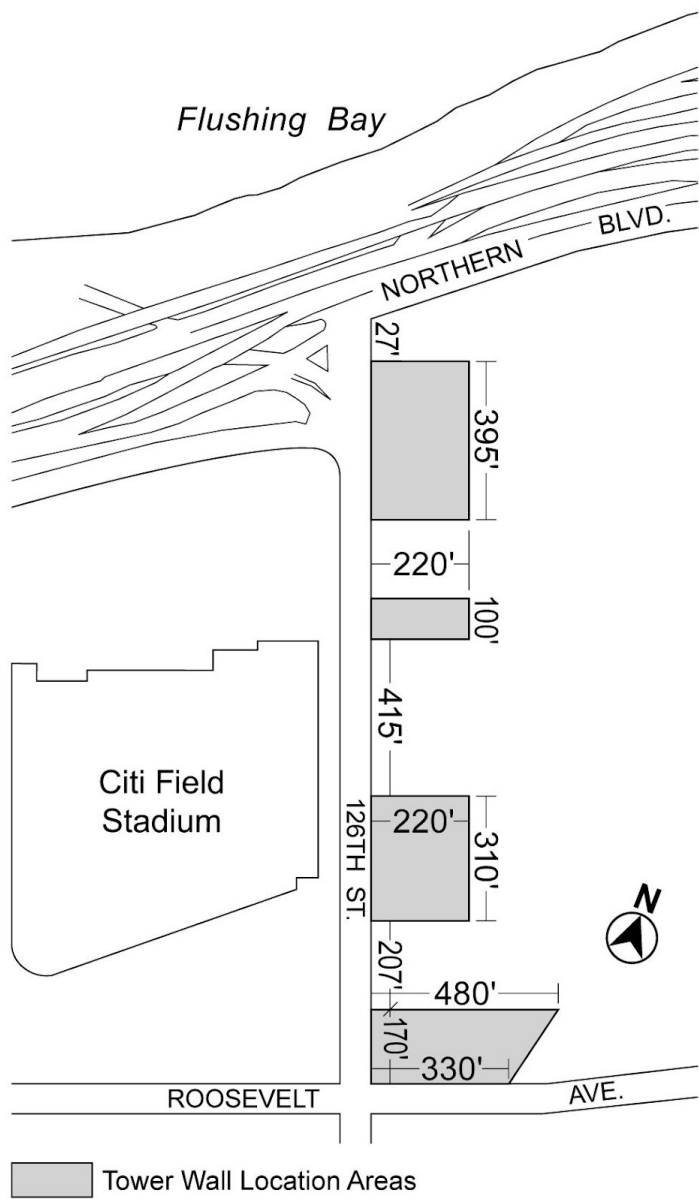 Flushing Bay
NORTHERN BLVD.
27'
395'
220'
100'
415'
Citi Field
Stadium
126TH ST.
220'
310'
N
207'
480'
170'
330'
ROOSEVELT AVE.
Tower Wall Location Areas